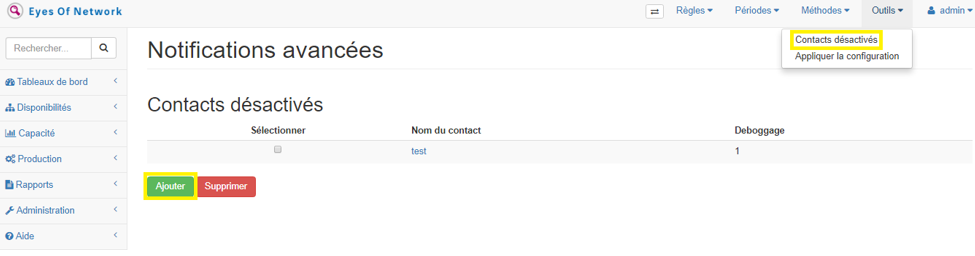 Eyes Of Network
Règles Périodes Méthodes Outils admin
Contacts désactivés
Appliquer la configuration
Rechercher...
Tableaux de bord
Disponibilités
Capacité
Production
Rapports
Administration
Aide
Notifications avancées
Contacts désactivés
Sélectionner Nom du contact Deboggage
test 1
Ajouter Supprimer